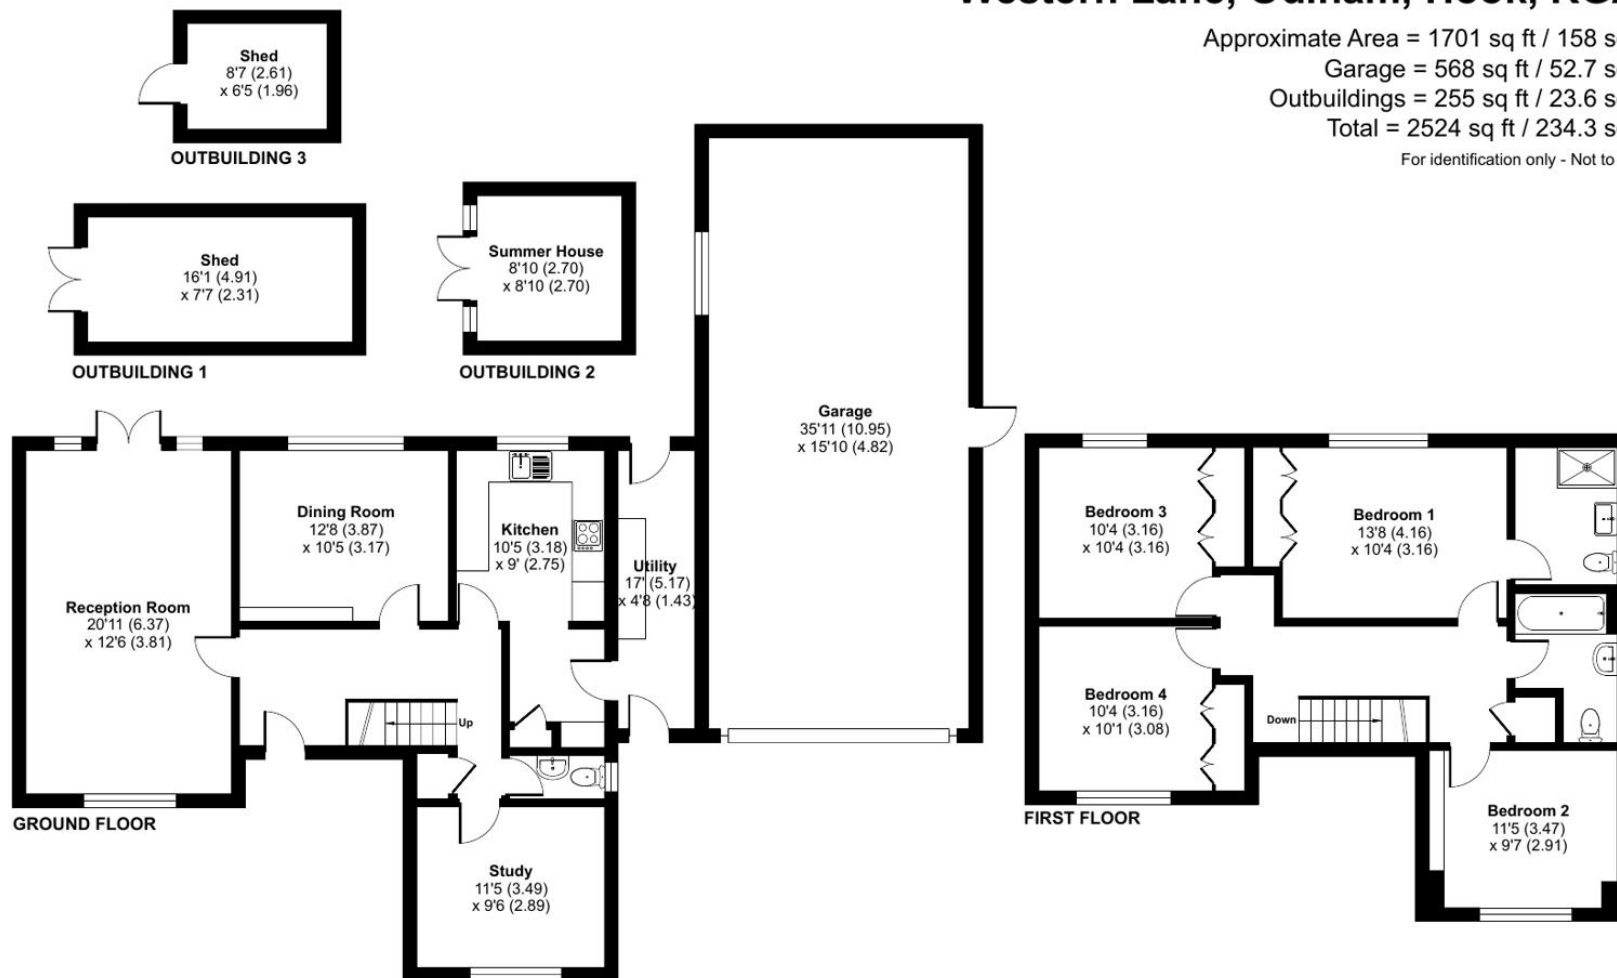 Western Lane, Odiham, Hook,
Approximate Area = 1701 sq ft / 158
Garage = 568 sq ft / 52.7
Outbuildings = 255 sq ft / 23.6
Total = 2524 sq ft / 234.3
For identification only - Not to
Shed
8'7 (2.61)
x 6'5 (1.96)
OUTBUILDING 3
Shed
16'1 (4.91)
x 7'7 (2.31)
OUTBUILDING 1
Summer House
8'10 (2.70)
x 8'10 (2.70)
OUTBUILDING 2
Garage
35'11 (10.95)
x 15'10 (4.82)
Reception Room
20'11 (6.37)
x 12'6 (3.81)
Dining Room
12'8 (3.87)
x 10'5 (3.17)
Kitchen
10'5 (3.18)
x 9' (2.75)
Utility
17' (5.17)
x 4'8 (1.43)
Up
Study
11'5 (3.49)
x 9'6 (2.89)
GROUND FLOOR
Bedroom 3
10'4 (3.16)
x 10'4 (3.16)
Bedroom 1
13'8 (4.16)
x 10'4 (3.16)
Bedroom 4
10'4 (3.16)
x 10'1 (3.08)
Down
Bedroom 2
11'5 (3.47)
x 9'7 (2.91)
FIRST FLOOR